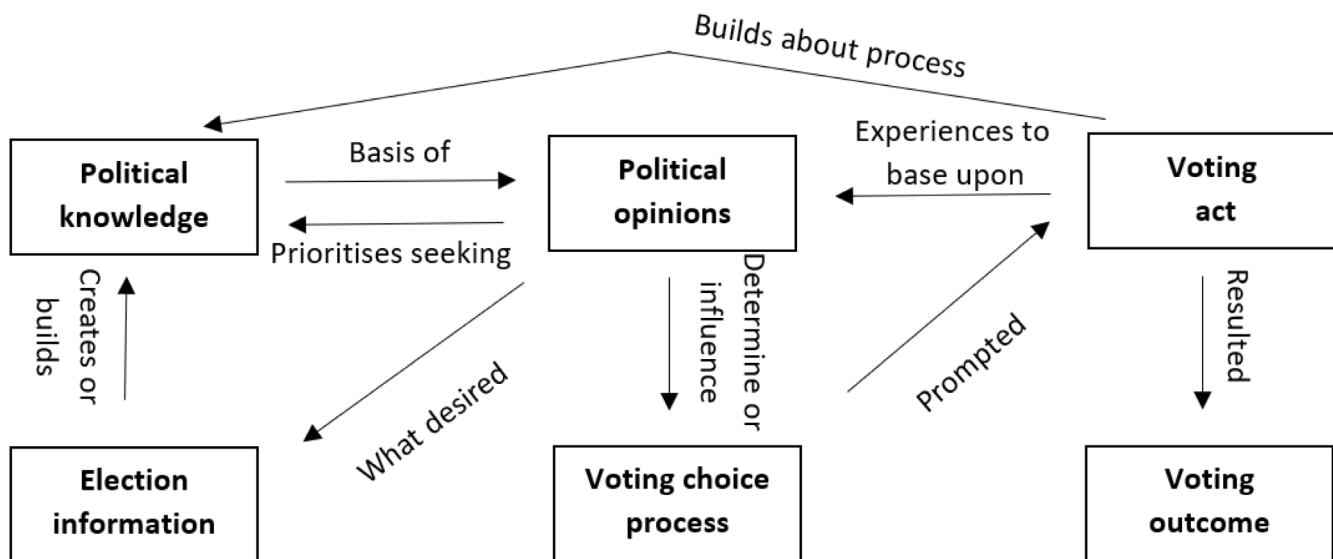 Builds about process
Political
knowledge
Basis of
Prioritises seeking
Political
opinions
Experiences to
base upon
Voting
act
Creates or
builds
What desired
Determine or
influence
Prompted
Resulted
Election
information
Voting choice
process
Voting
outcome